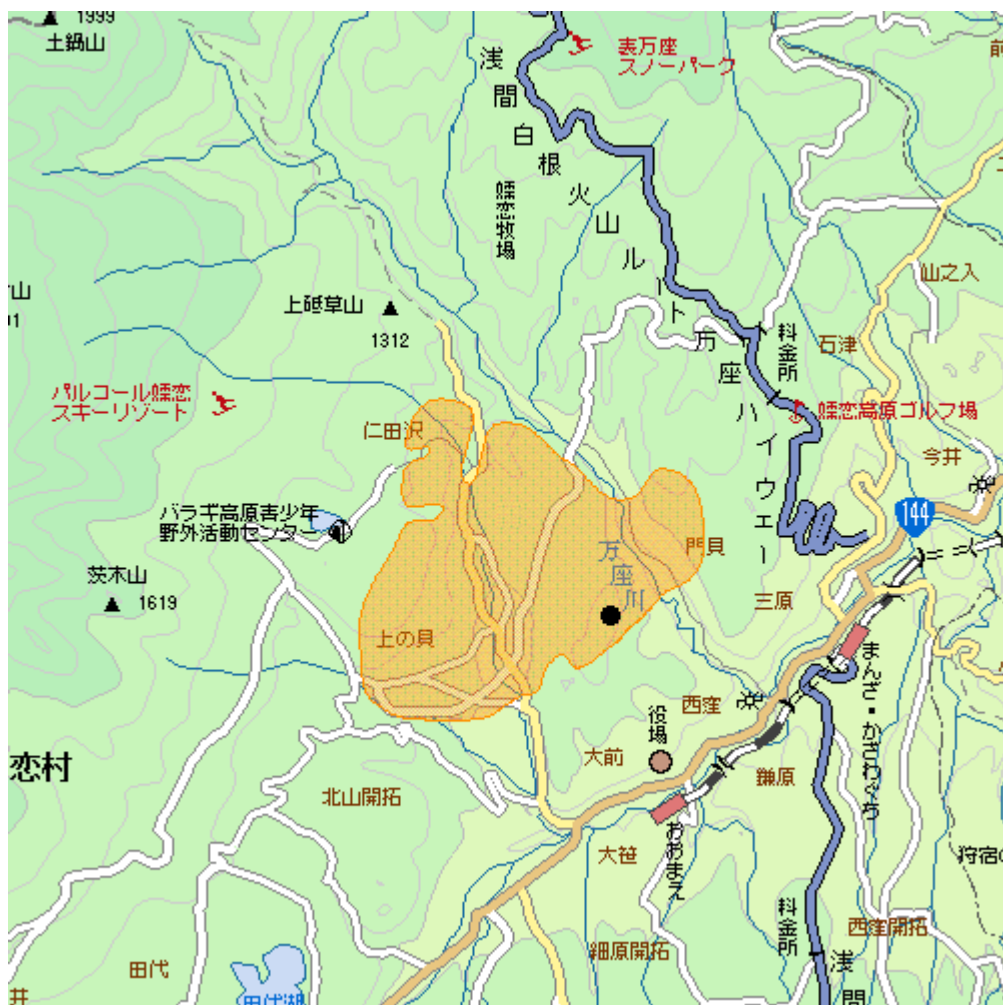 1999
土鍋山
浅間白根火山ルート万座ハイウェー
表万座
スノーパーク
前
嬬恋牧場
山
上砥草山
1312
山之入
料金所
石津
パルコール嬬恋
スキーリゾート
嬬恋高原ゴルフ場
仁田沢
今井
バラギ高原青少年
野外活動センター
144
門貝
万座川
茨木山
1619
三原
上の貝
まんざ・かざわぐち
西窪
役場
恋村
大前
鎌原
北山開拓
大笹
おおまえ
狩宿
料金所
西窪開拓
細原開拓
田代
田代湖
井
浅間